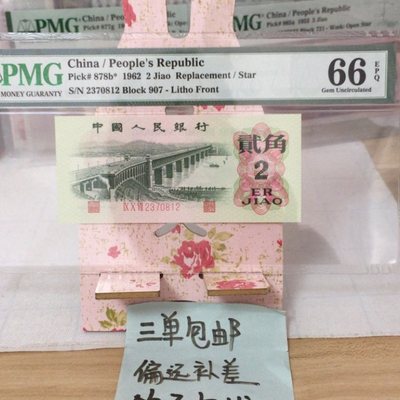 PMG
MONEY GUARANTY
China / People's Republic
Pick# 878b* 1962 2 Jiao Replacement / Star
S/N 2370812 Block 907 - Litho Front
66 EPQ
Gem Uncirculated
中國人民銀行
貳角
2
ER
JIAO
ⅨⅩⅦ2370812
三单包邮
偏远补差